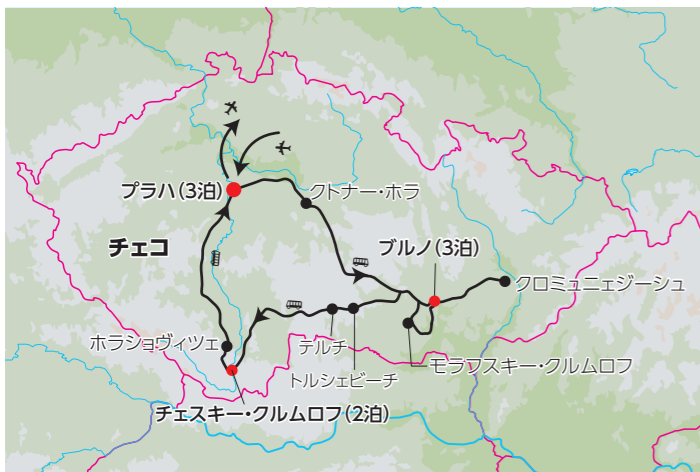 プラハ(3泊)
クトナー・ホラ
チェコ
ブルノ(3泊)
クロミェニェジーシュ
ホラショヴィツェ
テルチ
トルシェビーチ
モラフスキー・クルムロフ
チェスキー・クルムロフ(2泊)